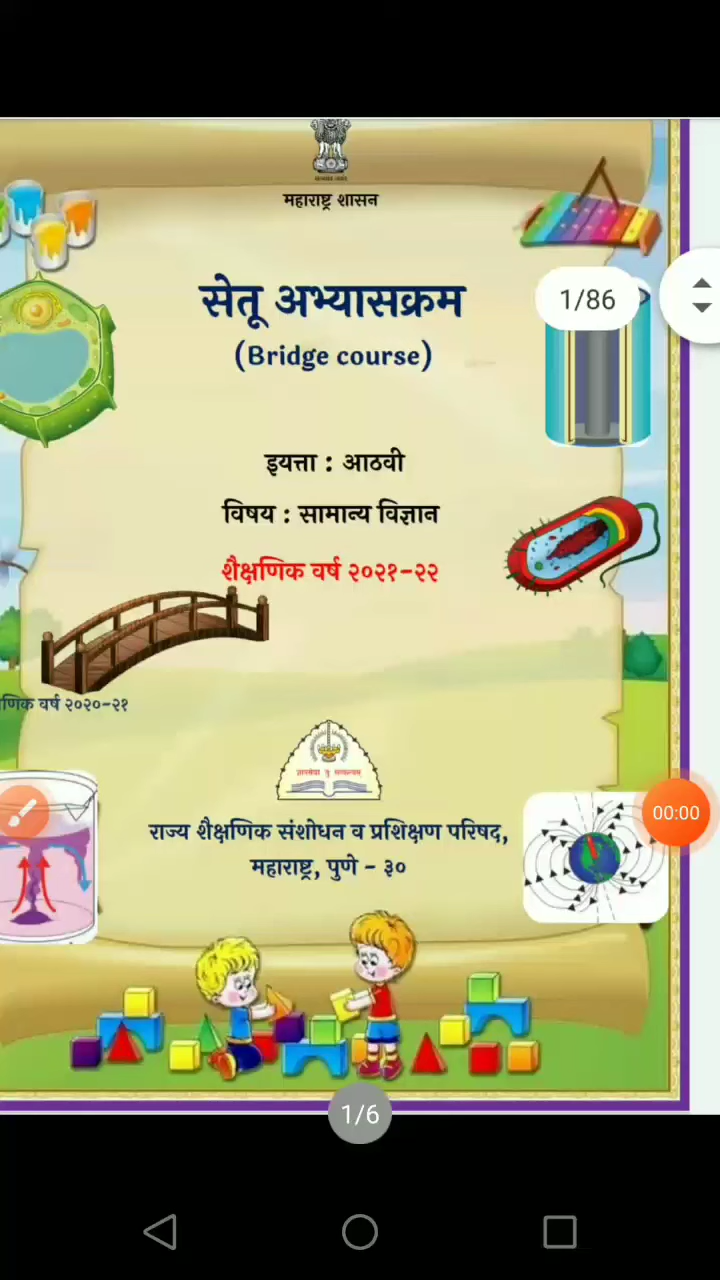 महाराष्ट्र शासन
सेतू अभ्यासक्रम
1/86
(Bridge course)
इयत्ता : आठवी
विषय : सामान्य विज्ञान
शैक्षणिक वर्ष २०२१-२२
णिक वर्ष २०२०-२१
00:00
राज्य शैक्षणिक संशोधन व प्रशिक्षण परिषद,
महाराष्ट्र, पुणे - ३०
1/6